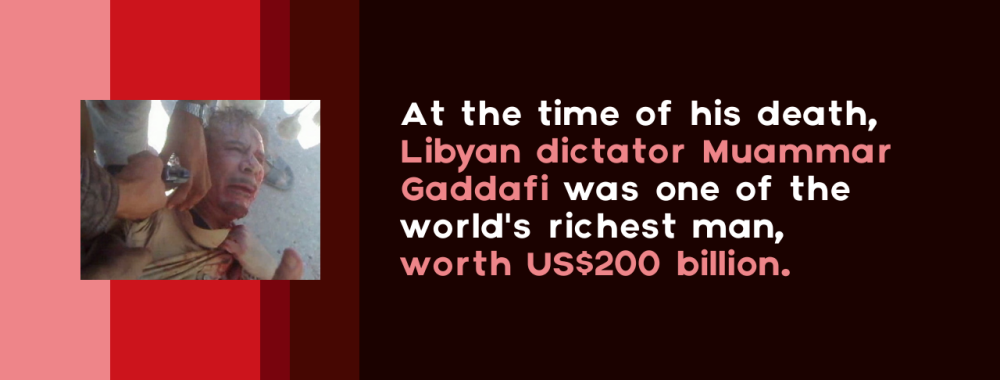 At the time of his death,
Libyan dictator Muammar
Gaddafi was one of the
world's richest man,
worth US$200 billion.